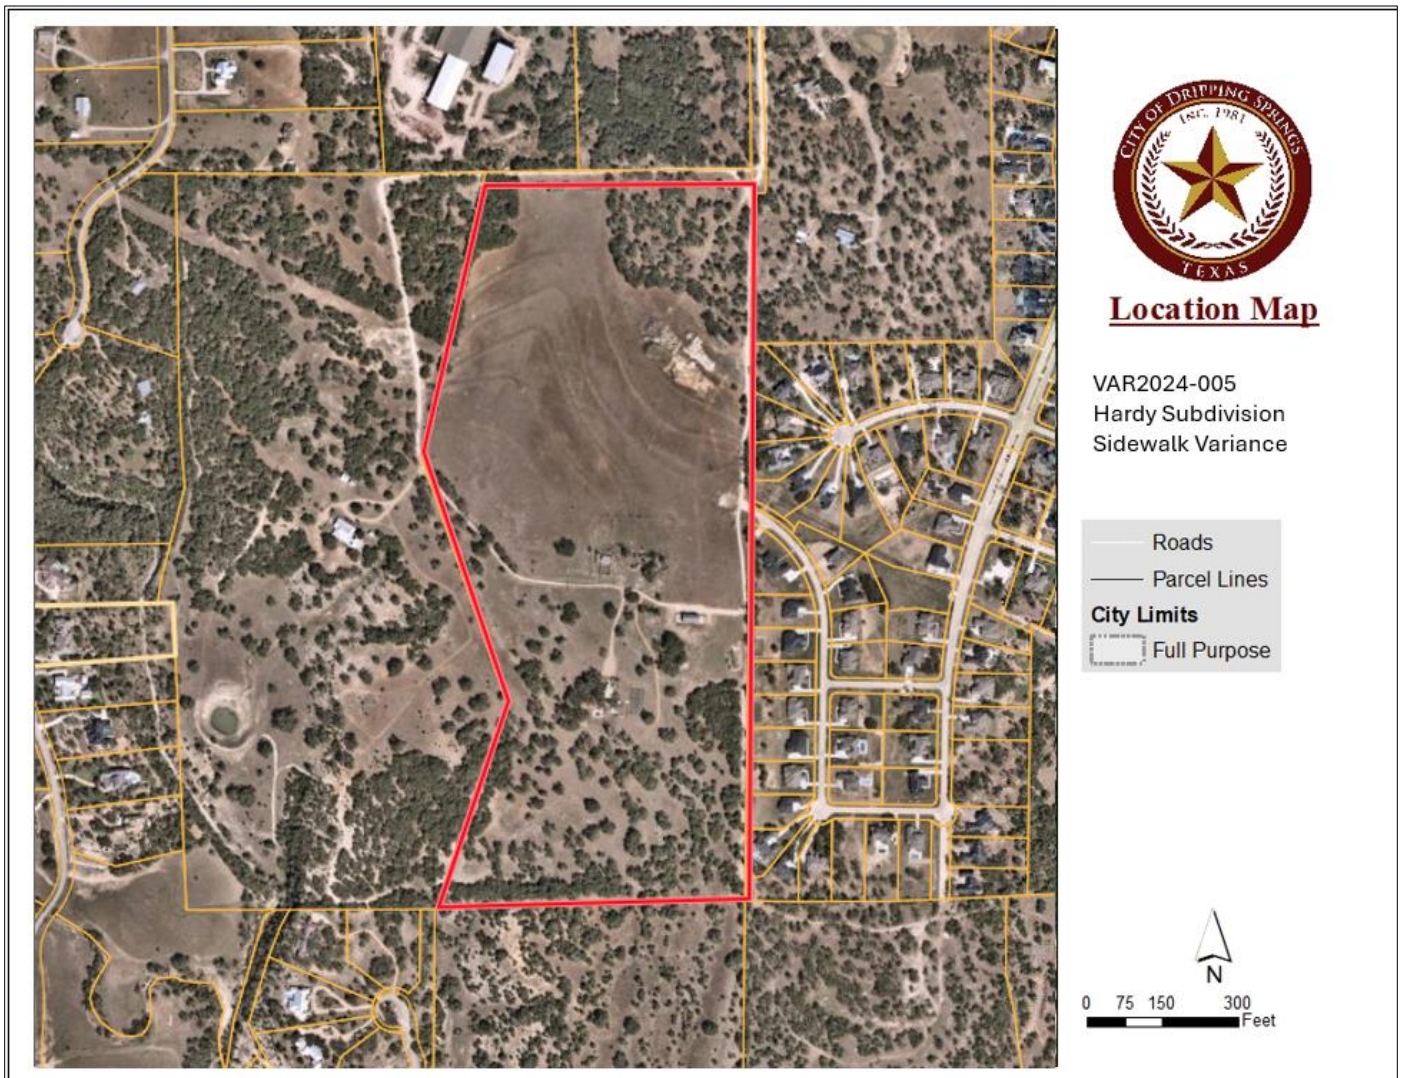 CITY OF DRIPPING SPRINGS
INC. 1981
TEXAS
Location Map
VAR2024-005
Hardy Subdivision
Sidewalk Variance
Roads
Parcel Lines
City Limits
Full Purpose
N
0 75 150 300
Feet